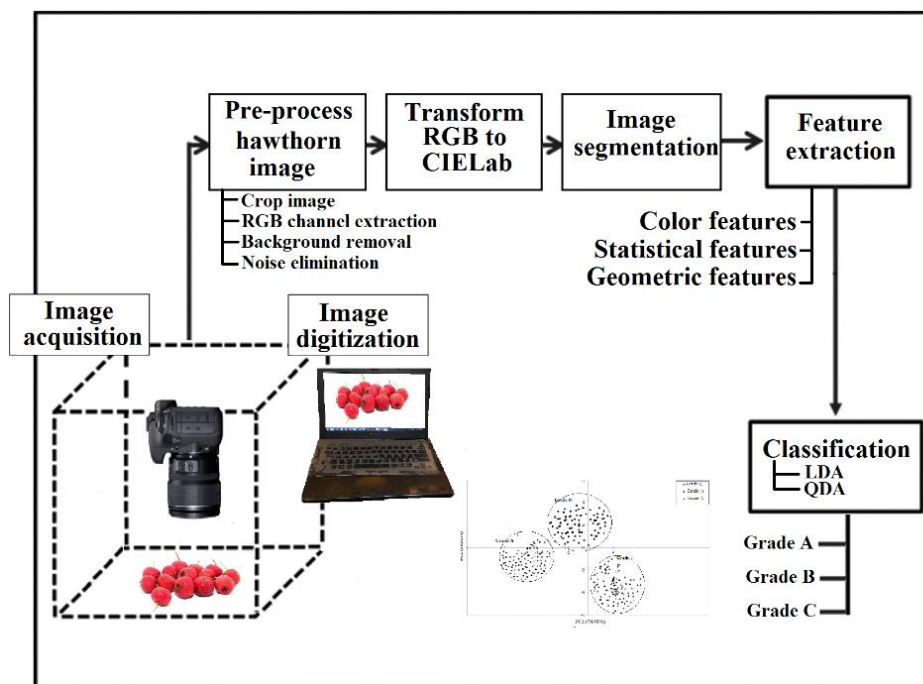 Pre-process
hawthorn
image
Transform
RGB to
CIELab
Image
segmentation
Feature
extraction
Crop image
RGB channel extraction
Background removal
Noise elimination
Color features
Statistical features
Geometric features
Image
acquisition
Image
digitization
Classification
LDA
QDA
Grade A
Grade B
Grade C